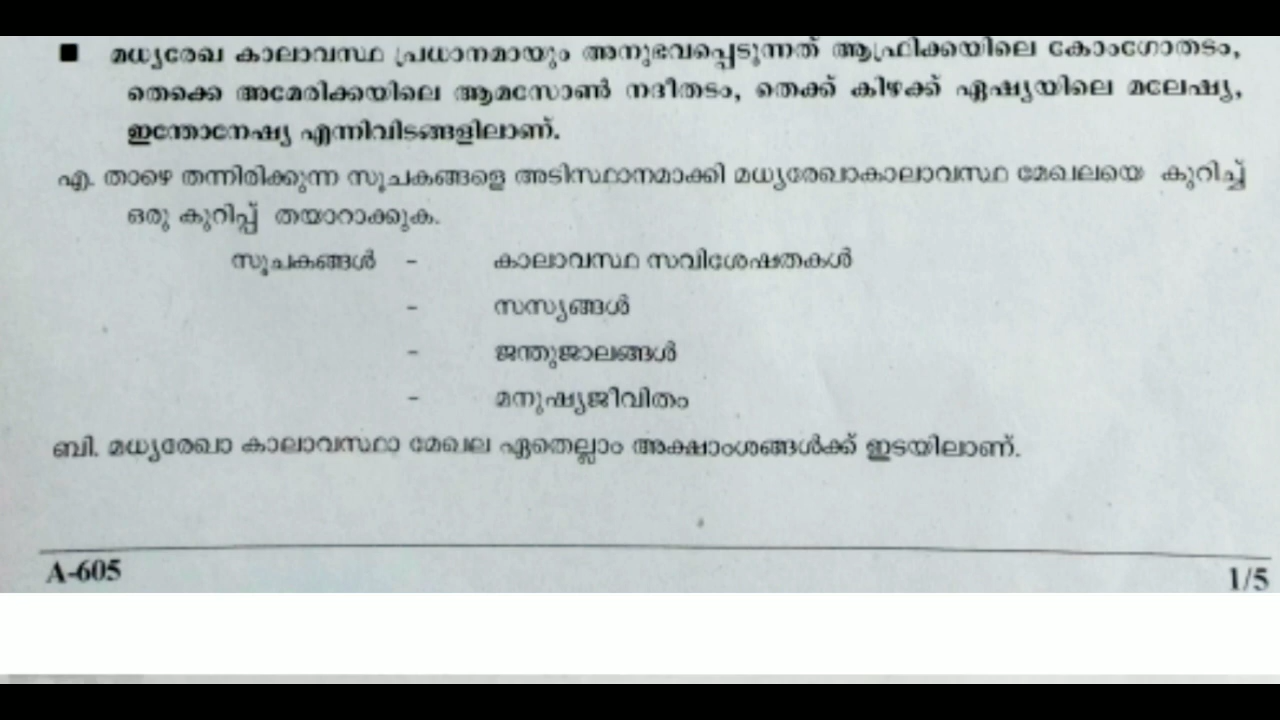 ■ മധ്യരേഖ കാലാവസ്ഥ പ്രധാനമായും അനുഭവപ്പെടുന്നത് ആഫ്രിക്കയിലെ കോംഗോതടം,
തെക്കെ അമേരിക്കയിലെ ആമസോൺ നദീതടം, തെക്ക് കിഴക്ക് ഏഷ്യയിലെ മലേഷ്യ,
ഇന്തോനേഷ്യ എന്നിവിടങ്ങളിലാണ്.
എ. താഴെ തന്നിരിക്കുന്ന സൂചകങ്ങളെ അടിസ്ഥാനമാക്കി മധ്യരേഖാകാലാവസ്ഥ മേഖലയെ കുറിച്ച്
ഒരു കുറിപ്പ് തയാറാക്കുക.
സൂചകങ്ങൾ - കാലാവസ്ഥ സവിശേഷതകൾ
- സസ്യങ്ങൾ
- ജന്തുജാലങ്ങൾ
- മനുഷ്യജീവിതം
ബി. മധ്യരേഖാ കാലാവസ്ഥാ മേഖല ഏതെല്ലാം അക്ഷാംശങ്ങൾക്ക് ഇടയിലാണ്.
A-605 1/5